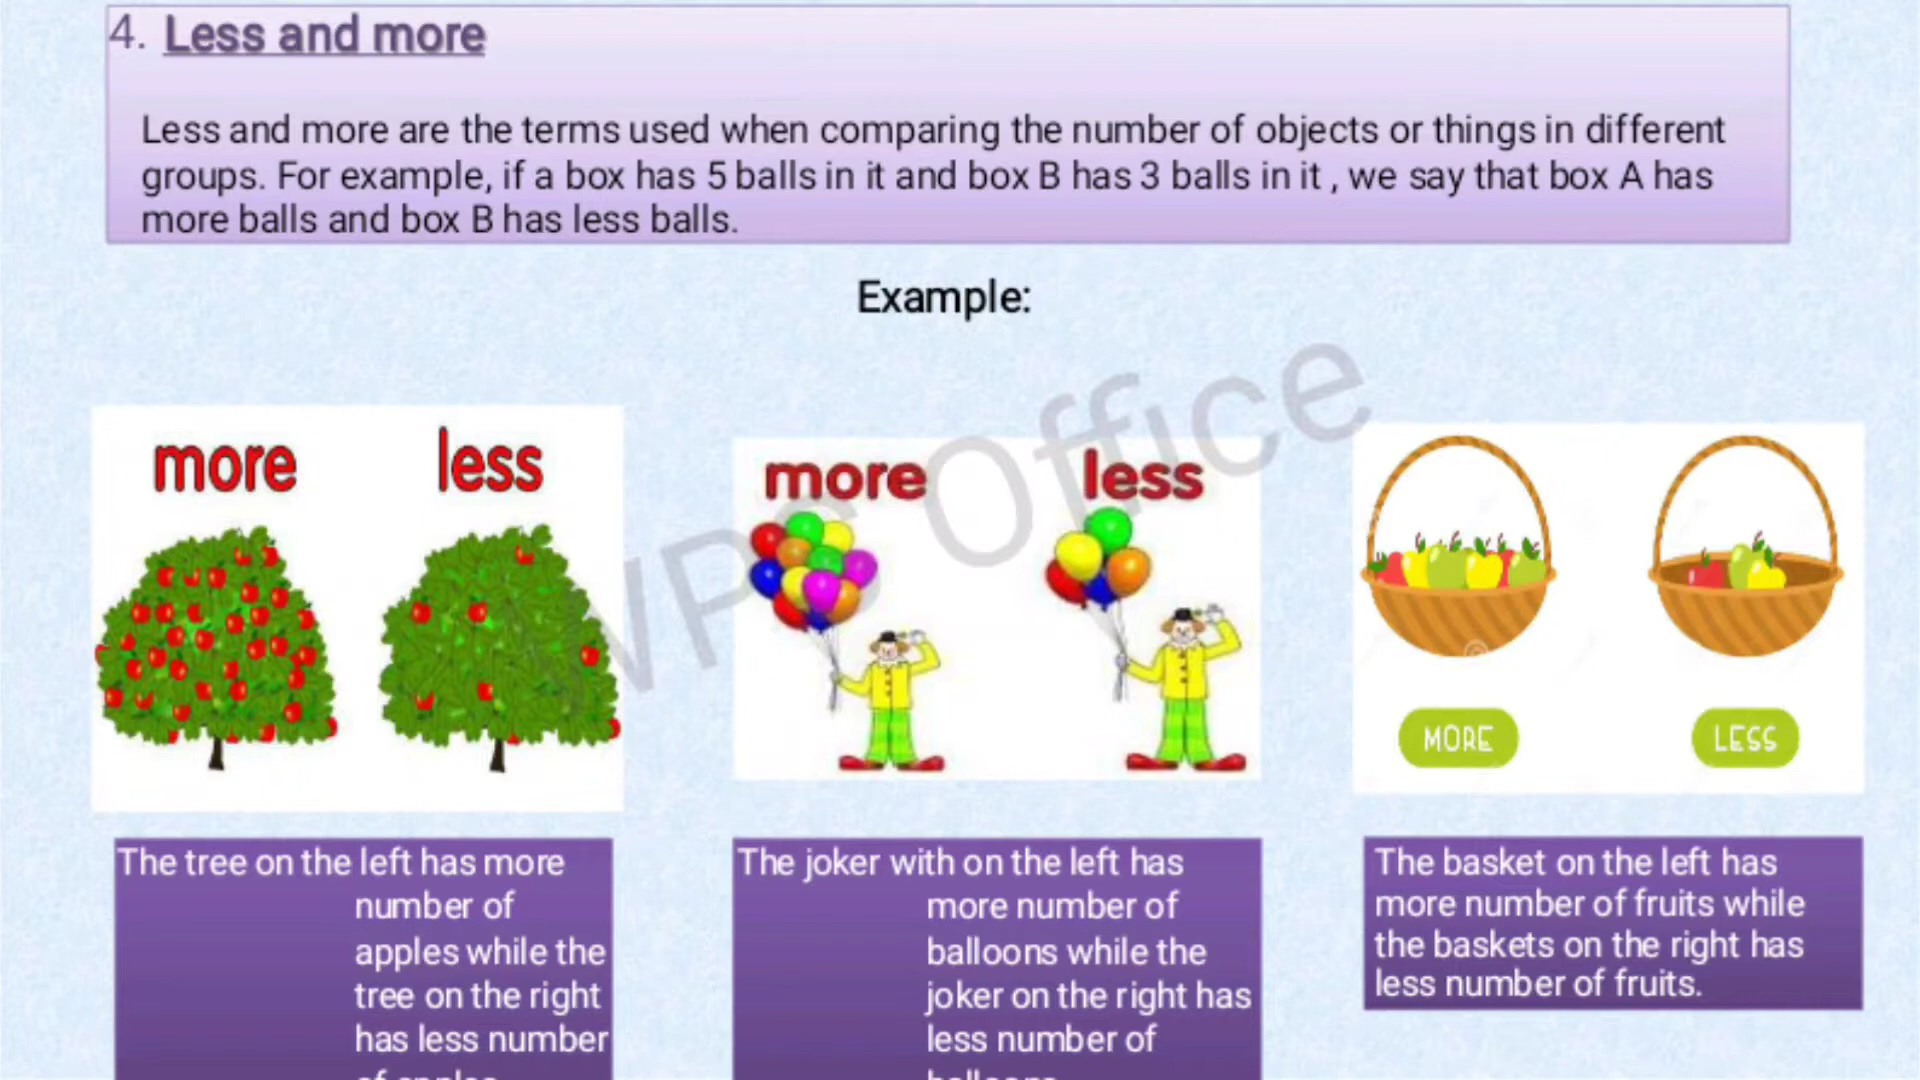 4. Less and more
Less and more are the terms used when comparing the number of objects or things in different
groups. For example, if a box has 5 balls in it and box B has 3 balls in it , we say that box A has
more balls and box B has less balls.
Example:
more less
more less
MORE LESS
WPS Office
The tree on the left has more
number of
apples while the
tree on the right
has less number
of apples
The joker with on the left has
more number of
balloons while the
joker on the right has
less number of
balloons
The basket on the left has
more number of fruits while
the baskets on the right has
less number of fruits.